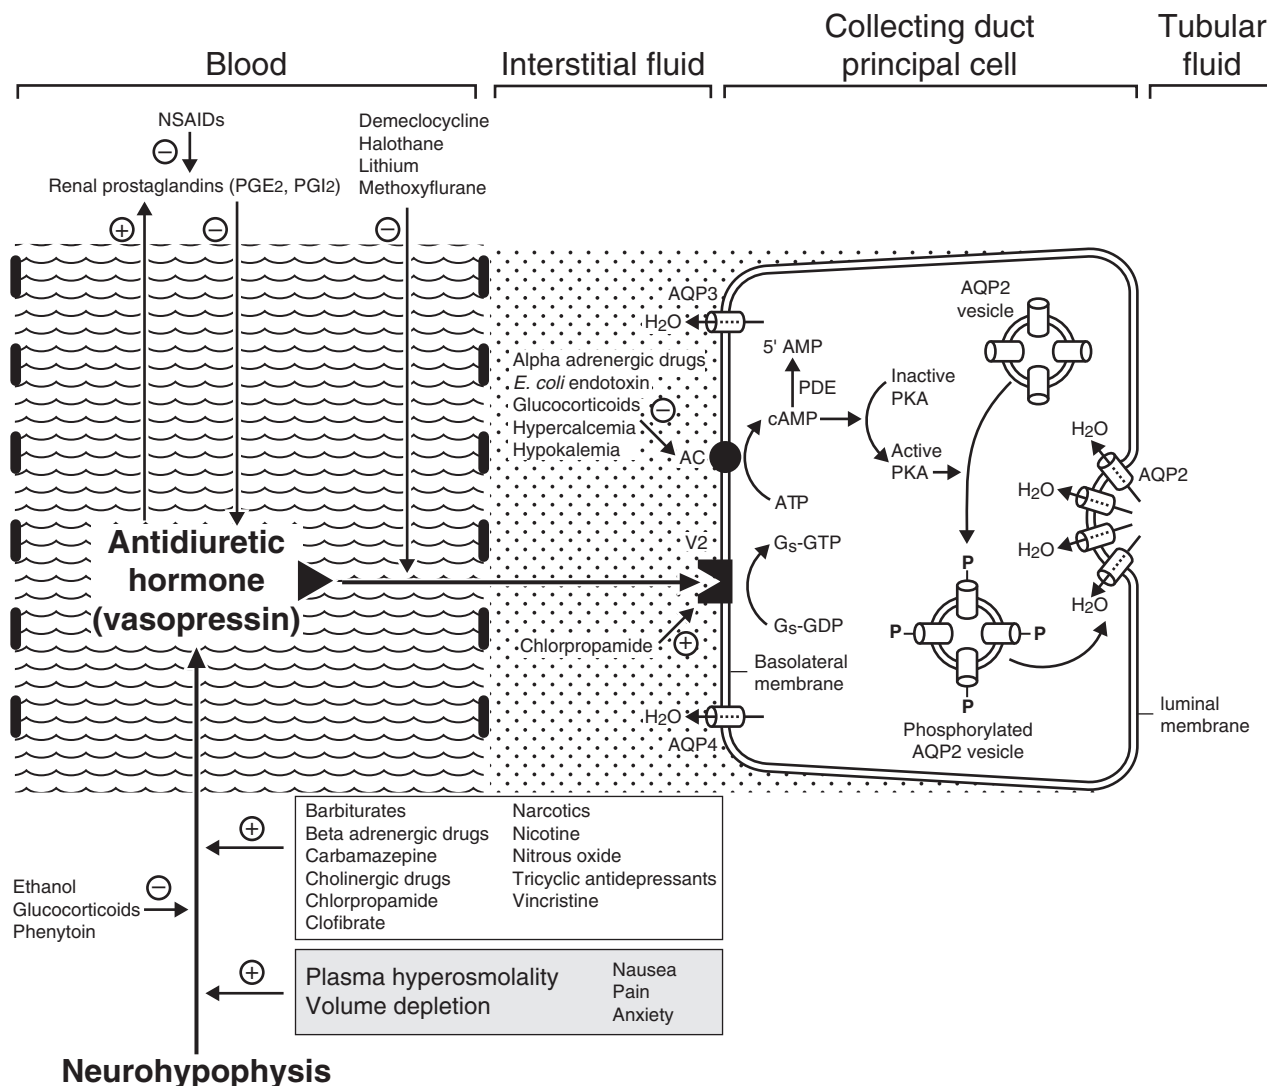 Blood
Interstitial fluid
Collecting duct
principal cell
Tubular
fluid
NSAIDs
−
Renal prostaglandins (PGE2, PGI2)
+
−
Demeclocycline
Halothane
Lithium
Methoxyflurane
−
Antidiuretic
hormone
(vasopressin)
AQP3
H2O
Alpha adrenergic drugs
E. coli endotoxin
Glucocorticoids
Hypercalcemia
Hypokalemia
−
AC
V2
Chlorpropamide
+
H2O
AQP4
5' AMP
PDE
cAMP
ATP
Inactive
PKA
Active
PKA
Gs-GTP
Gs-GDP
Basolateral
membrane
AQP2
vesicle
H2O
H2O
H2O
H2O
AQP2
P
P
P
P
Phosphorylated
AQP2 vesicle
luminal
membrane
+
Barbiturates
Beta adrenergic drugs
Carbamazepine
Cholinergic drugs
Chlorpropamide
Clofibrate
Narcotics
Nicotine
Nitrous oxide
Tricyclic antidepressants
Vincristine
Ethanol
Glucocorticoids
Phenytoin
−
+
Plasma hyperosmolality
Volume depletion
Nausea
Pain
Anxiety
Neurohypophysis